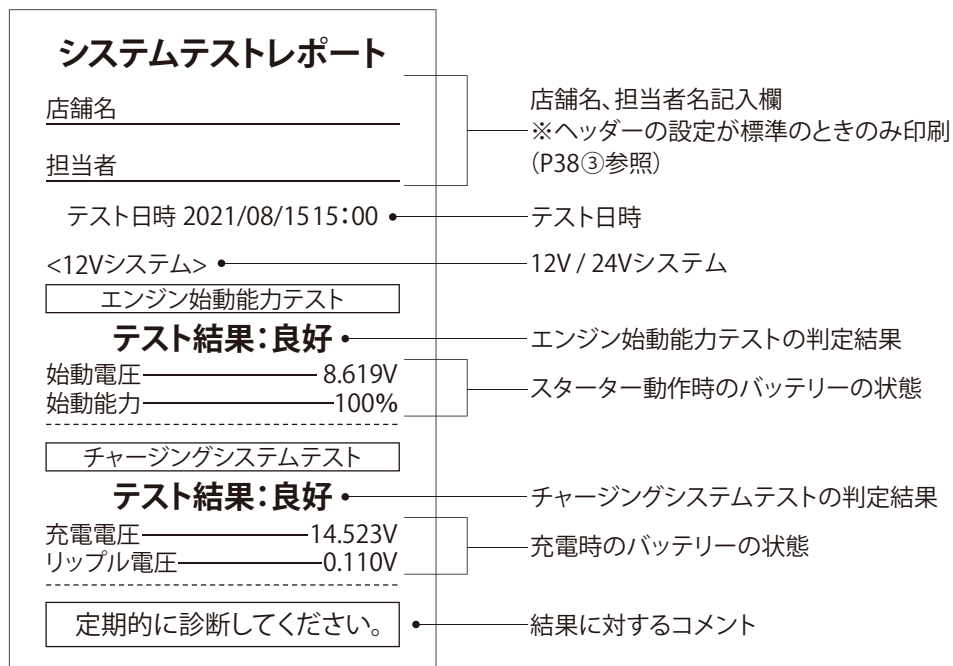 システムテストレポート
店舗名
担当者
店舗名、担当者名記入欄
※ヘッダーの設定が標準のときのみ印刷
(P38③参照)
テスト日時 2021/08/1515:00
テスト日時
<12Vシステム>
12V / 24Vシステム
エンジン始動能力テスト
テスト結果:良好
エンジン始動能力テストの判定結果
始動電圧 8.619V
始動能力 100%
スターター動作時のバッテリーの状態
チャージングシステムテスト
テスト結果:良好
チャージングシステムテストの判定結果
充電電圧 14.523V
リップル電圧 0.110V
充電時のバッテリーの状態
定期的に診断してください。
結果に対するコメント